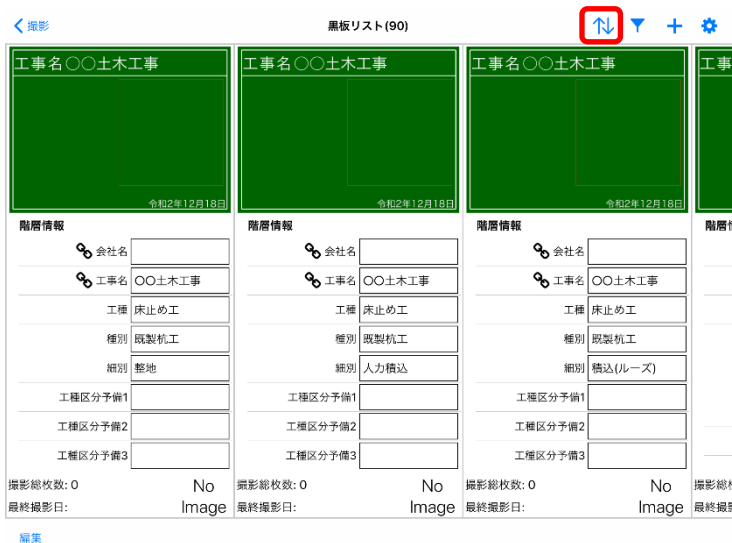 撮影
黒板リスト(90)
工事名○○土木工事
令和2年12月18日
階層情報
会社名
工事名 〇〇土木工事
工種 床止め工
種別 既製杭工
細別 整地
工種区分予備1
工種区分予備2
工種区分予備3
撮影総枚数: 0
最終撮影日:
No
Image
工事名○○土木工事
令和2年12月18日
階層情報
会社名
工事名 〇〇土木工事
工種 床止め工
種別 既製杭工
細別 人力積込
工種区分予備1
工種区分予備2
工種区分予備3
撮影総枚数: 0
最終撮影日:
No
Image
工事名○○土木工事
令和2年12月18日
階層情報
会社名
工事名 〇〇土木工事
工種 床止め工
種別 既製杭工
細別 積込(ルーズ)
工種区分予備1
工種区分予備2
工種区分予備3
撮影総枚数: 0
最終撮影日:
No
Image
工事
階層情
撮影総
最終撮
編集